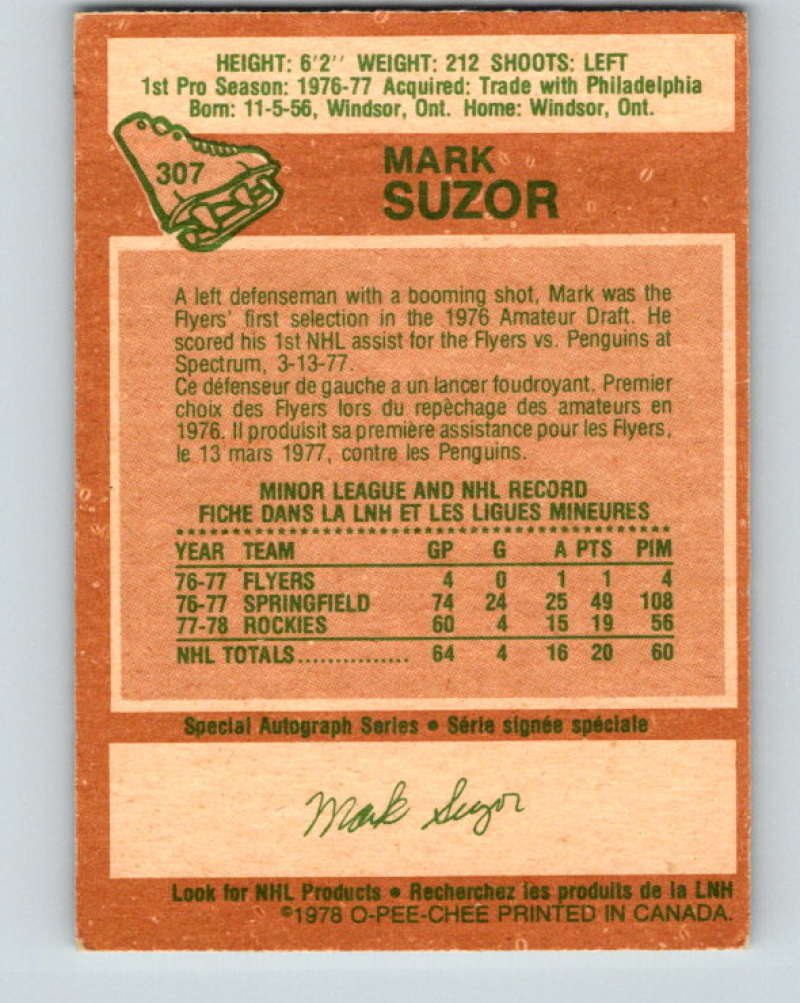 HEIGHT: 6'2'' WEIGHT: 212 SHOOTS: LEFT
1st Pro Season: 1976-77 Acquired: Trade with Philadelphia
Born: 11-5-56, Windsor, Ont. Home: Windsor, Ont.
307
MARK
SUZOR
A left defenseman with a booming shot, Mark was the
Flyers' first selection in the 1976 Amateur Draft. He
scored his 1st NHL assist for the Flyers vs. Penguins at
Spectrum, 3-13-77.
Ce défenseur de gauche a un lancer foudroyant. Premier
choix des Flyers lors du repêchage des amateurs en
1976. Il produisit sa première assistance pour les Flyers,
le 13 mars 1977, contre les Penguins.
MINOR LEAGUE AND NHL RECORD
FICHE DANS LA LNH ET LES LIGUES MINEURES
YEAR TEAM GP G A PTS PIM
76-77 FLYERS 4 0 1 1 4
76-77 SPRINGFIELD 74 24 25 49 108
77-78 ROCKIES 60 4 15 19 56
NHL TOTALS............... 64 4 16 20 60
Special Autograph Series • Série signée spéciale
Mark Suzor
Look for NHL Products • Recherchez les produits de la LNH
©1978 O-PEE-CHEE PRINTED IN CANADA.